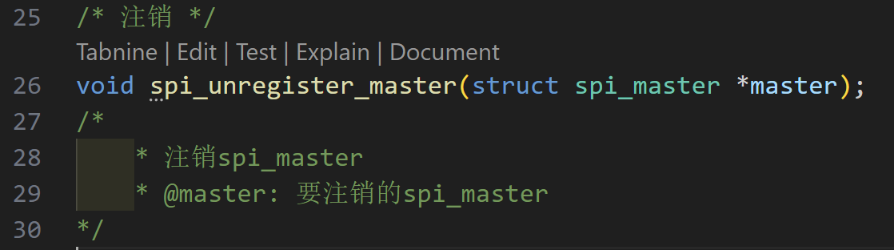 25 /* 注销 */
Tabnine | Edit | Test | Explain | Document
26 void spi_unregister_master(struct spi_master *master);
27 /*
28     * 注销spi_master
29     * @master: 要注销的spi_master
30 */